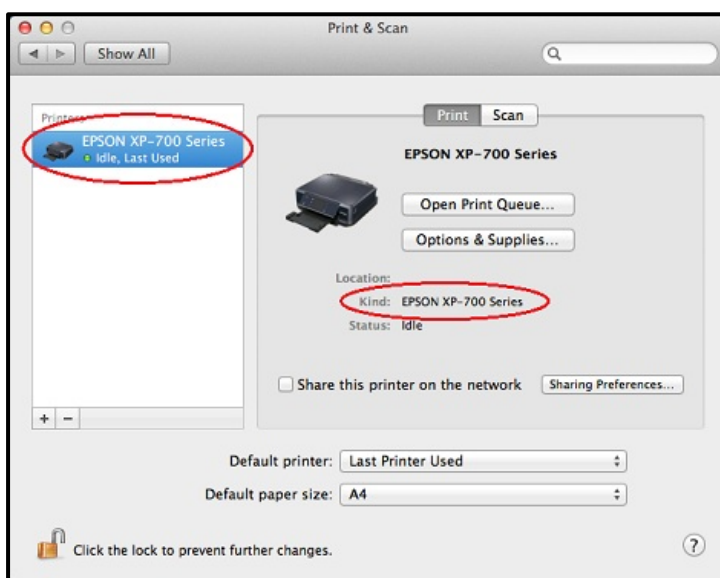 Print & Scan
Show All
Printers
EPSON XP-700 Series
Idle, Last Used
Print Scan
EPSON XP-700 Series
Open Print Queue...
Options & Supplies...
Location:
Kind: EPSON XP-700 Series
Status: Idle
Share this printer on the network Sharing Preferences...
+ −
Default printer: Last Printer Used
Default paper size: A4
Click the lock to prevent further changes. ?